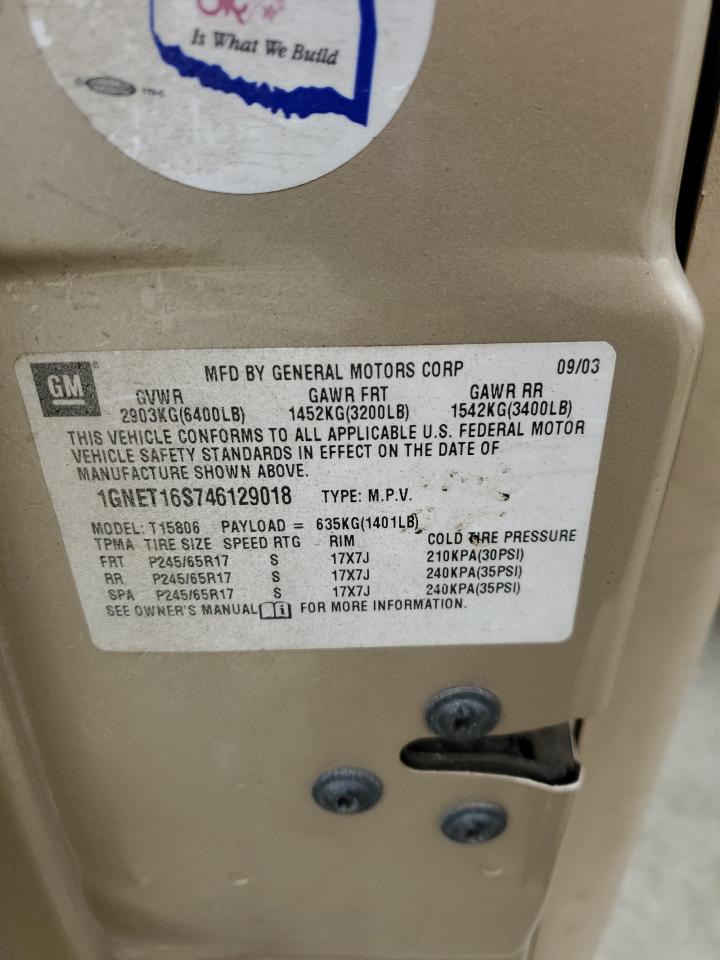 Is What We Build
GM
MFD BY GENERAL MOTORS CORP 09/03
GVWR GAWR FRT GAWR RR
2903KG(6400LB) 1452KG(3200LB) 1542KG(3400LB)
THIS VEHICLE CONFORMS TO ALL APPLICABLE U.S. FEDERAL MOTOR
VEHICLE SAFETY STANDARDS IN EFFECT ON THE DATE OF
MANUFACTURE SHOWN ABOVE.
1GNET16S746129018 TYPE: M.P.V.
MODEL: T15806 PAYLOAD = 635KG(1401LB)
TPMA TIRE SIZE SPEED RTG RIM COLD TIRE PRESSURE
FRT P245/65R17 S 17X7J 210KPA(30PSI)
RR P245/65R17 S 17X7J 240KPA(35PSI)
SPA P245/65R17 S 17X7J 240KPA(35PSI)
SEE OWNER'S MANUAL FOR MORE INFORMATION.